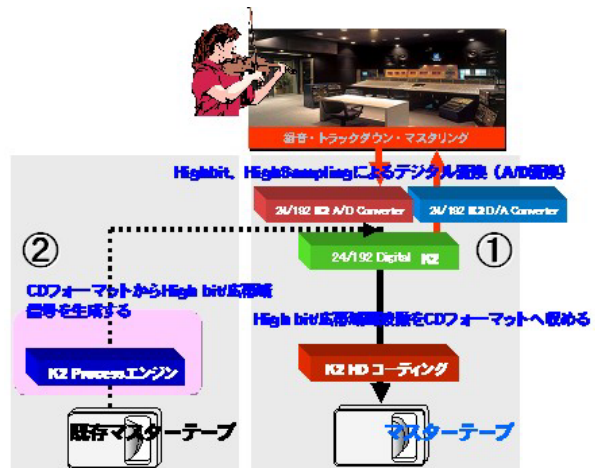 録音・トラックダウン・マスタリング
Highbit、HighSamplingによるデジタル変換（A/D変換）
24/192 K2 A/D Converter
24/192 K2 D/A Converter
24/192 Digital K2
①
②
CDフォーマットからHigh bit/広帯域
信号を生成する
High bit/広帯域周波数をCDフォーマットへ収める
K2 Processエンジン
K2 HD コーディング
既存マスターテープ
マスターテープ